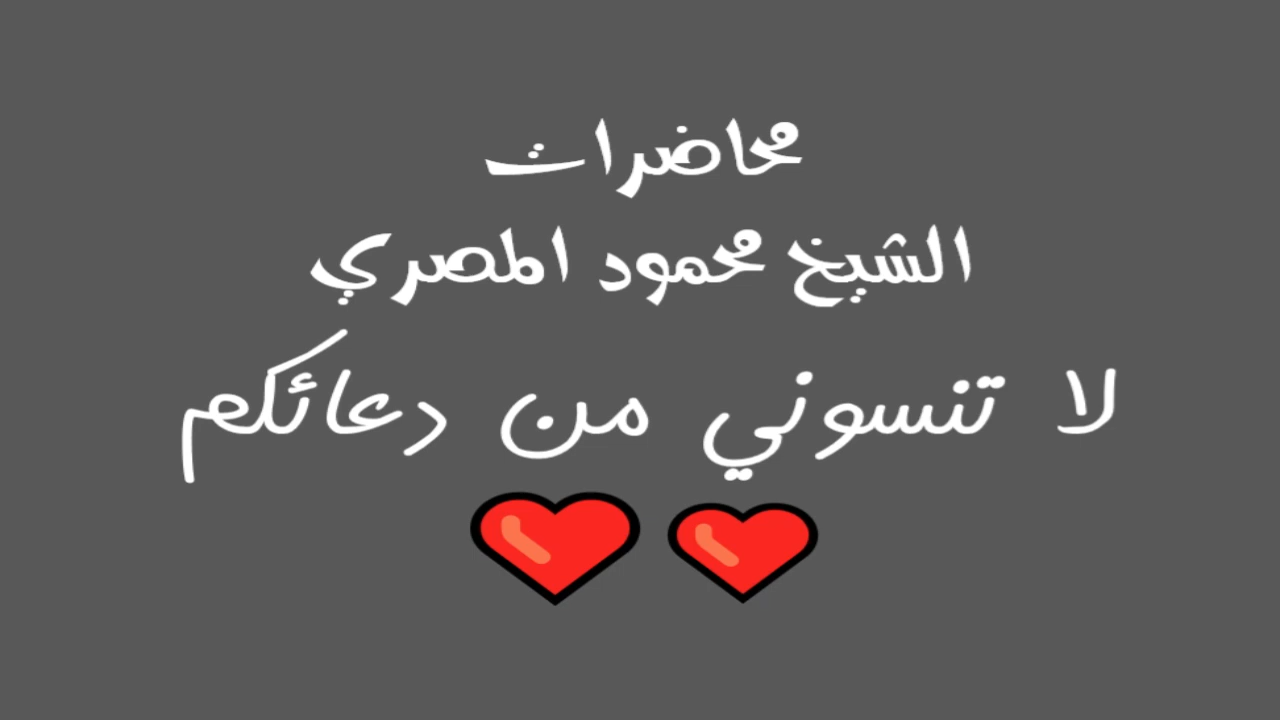 محاضرات
الشيخ محمود المصري
لا تنسوني من دعائكم